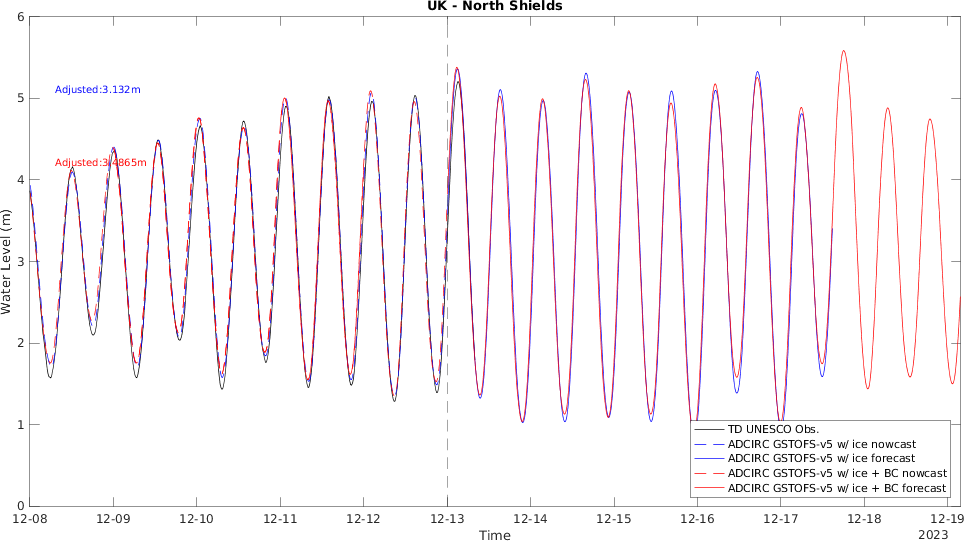 UK - North Shields
6
5
4
3
2
1
0
Water Level (m)
Adjusted:3.132m
Adjusted:3.4865m
TD UNESCO Obs.
ADCIRC GSTOFS-v5 w/ ice nowcast
ADCIRC GSTOFS-v5 w/ ice forecast
ADCIRC GSTOFS-v5 w/ ice + BC nowcast
ADCIRC GSTOFS-v5 w/ ice + BC forecast
12-08 12-09 12-10 12-11 12-12 12-13 12-14 12-15 12-16 12-17 12-18 12-19
Time
2023